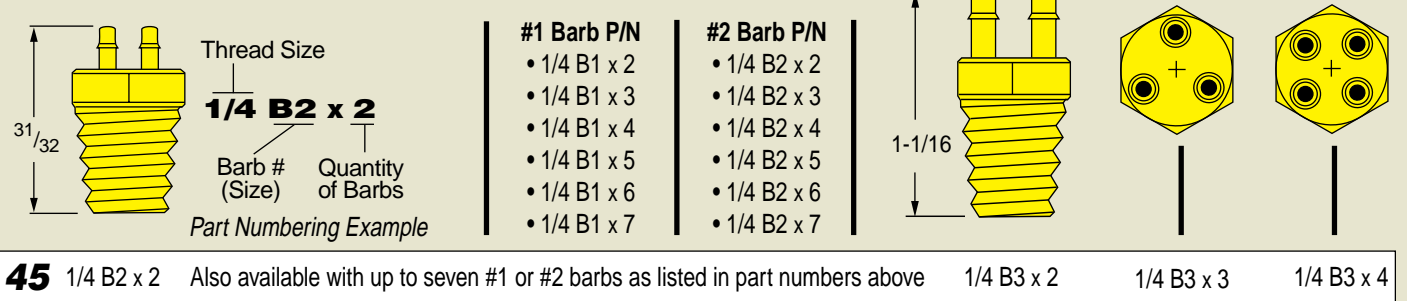 31/32
Thread Size
1/4 B2 x 2
Barb # (Size)
Quantity of Barbs
Part Numbering Example
#1 Barb P/N
• 1/4 B1 x 2
• 1/4 B1 x 3
• 1/4 B1 x 4
• 1/4 B1 x 5
• 1/4 B1 x 6
• 1/4 B1 x 7
#2 Barb P/N
• 1/4 B2 x 2
• 1/4 B2 x 3
• 1/4 B2 x 4
• 1/4 B2 x 5
• 1/4 B2 x 6
• 1/4 B2 x 7
1-1/16
45 1/4 B2 x 2 Also available with up to seven #1 or #2 barbs as listed in part numbers above 1/4 B3 x 2 1/4 B3 x 3 1/4 B3 x 4